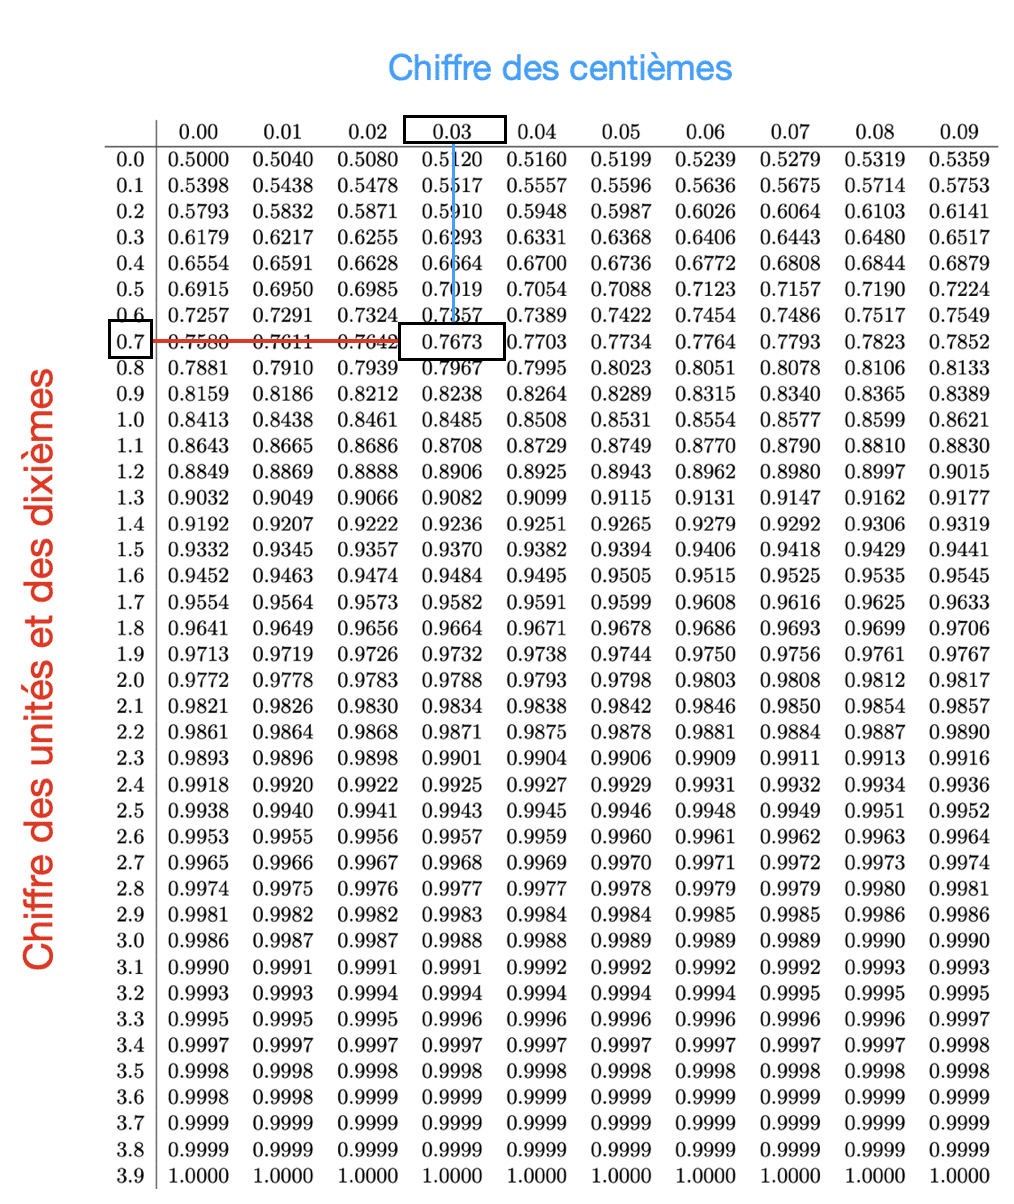 Chiffre des centièmes
0.00 0.01 0.02 0.03 0.04 0.05 0.06 0.07 0.08 0.09
0.0 0.5000 0.5040 0.5080 0.5120 0.5160 0.5199 0.5239 0.5279 0.5319 0.5359
0.1 0.5398 0.5438 0.5478 0.5517 0.5557 0.5596 0.5636 0.5675 0.5714 0.5753
0.2 0.5793 0.5832 0.5871 0.5910 0.5948 0.5987 0.6026 0.6064 0.6103 0.6141
0.3 0.6179 0.6217 0.6255 0.6293 0.6331 0.6368 0.6406 0.6443 0.6480 0.6517
0.4 0.6554 0.6591 0.6628 0.6664 0.6700 0.6736 0.6772 0.6808 0.6844 0.6879
0.5 0.6915 0.6950 0.6985 0.7019 0.7054 0.7088 0.7123 0.7157 0.7190 0.7224
0.6 0.7257 0.7291 0.7324 0.7357 0.7389 0.7422 0.7454 0.7486 0.7517 0.7549
0.7 0.7580 0.7611 0.7642 0.7673 0.7703 0.7734 0.7764 0.7793 0.7823 0.7852
0.8 0.7881 0.7910 0.7939 0.7967 0.7995 0.8023 0.8051 0.8078 0.8106 0.8133
0.9 0.8159 0.8186 0.8212 0.8238 0.8264 0.8289 0.8315 0.8340 0.8365 0.8389
1.0 0.8413 0.8438 0.8461 0.8485 0.8508 0.8531 0.8554 0.8577 0.8599 0.8621
1.1 0.8643 0.8665 0.8686 0.8708 0.8729 0.8749 0.8770 0.8790 0.8810 0.8830
1.2 0.8849 0.8869 0.8888 0.8906 0.8925 0.8943 0.8962 0.8980 0.8997 0.9015
1.3 0.9032 0.9049 0.9066 0.9082 0.9099 0.9115 0.9131 0.9147 0.9162 0.9177
1.4 0.9192 0.9207 0.9222 0.9236 0.9251 0.9265 0.9279 0.9292 0.9306 0.9319
1.5 0.9332 0.9345 0.9357 0.9370 0.9382 0.9394 0.9406 0.9418 0.9429 0.9441
1.6 0.9452 0.9463 0.9474 0.9484 0.9495 0.9505 0.9515 0.9525 0.9535 0.9545
1.7 0.9554 0.9564 0.9573 0.9582 0.9591 0.9599 0.9608 0.9616 0.9625 0.9633
1.8 0.9641 0.9649 0.9656 0.9664 0.9671 0.9678 0.9686 0.9693 0.9699 0.9706
1.9 0.9713 0.9719 0.9726 0.9732 0.9738 0.9744 0.9750 0.9756 0.9761 0.9767
2.0 0.9772 0.9778 0.9783 0.9788 0.9793 0.9798 0.9803 0.9808 0.9812 0.9817
2.1 0.9821 0.9826 0.9830 0.9834 0.9838 0.9842 0.9846 0.9850 0.9854 0.9857
2.2 0.9861 0.9864 0.9868 0.9871 0.9875 0.9878 0.9881 0.9884 0.9887 0.9890
2.3 0.9893 0.9896 0.9898 0.9901 0.9904 0.9906 0.9909 0.9911 0.9913 0.9916
2.4 0.9918 0.9920 0.9922 0.9925 0.9927 0.9929 0.9931 0.9932 0.9934 0.9936
2.5 0.9938 0.9940 0.9941 0.9943 0.9945 0.9946 0.9948 0.9949 0.9951 0.9952
2.6 0.9953 0.9955 0.9956 0.9957 0.9959 0.9960 0.9961 0.9962 0.9963 0.9964
2.7 0.9965 0.9966 0.9967 0.9968 0.9969 0.9970 0.9971 0.9972 0.9973 0.9974
2.8 0.9974 0.9975 0.9976 0.9977 0.9977 0.9978 0.9979 0.9979 0.9980 0.9981
2.9 0.9981 0.9982 0.9982 0.9983 0.9984 0.9984 0.9985 0.9985 0.9986 0.9986
3.0 0.9986 0.9987 0.9987 0.9988 0.9988 0.9989 0.9989 0.9989 0.9990 0.9990
3.1 0.9990 0.9991 0.9991 0.9991 0.9992 0.9992 0.9992 0.9992 0.9993 0.9993
3.2 0.9993 0.9993 0.9994 0.9994 0.9994 0.9994 0.9994 0.9995 0.9995 0.9995
3.3 0.9995 0.9995 0.9995 0.9996 0.9996 0.9996 0.9996 0.9996 0.9996 0.9997
3.4 0.9997 0.9997 0.9997 0.9997 0.9997 0.9997 0.9997 0.9997 0.9997 0.9998
3.5 0.9998 0.9998 0.9998 0.9998 0.9998 0.9998 0.9998 0.9998 0.9998 0.9998
3.6 0.9998 0.9998 0.9999 0.9999 0.9999 0.9999 0.9999 0.9999 0.9999 0.9999
3.7 0.9999 0.9999 0.9999 0.9999 0.9999 0.9999 0.9999 0.9999 0.9999 0.9999
3.8 0.9999 0.9999 0.9999 0.9999 0.9999 0.9999 0.9999 0.9999 0.9999 0.9999
3.9 1.0000 1.0000 1.0000 1.0000 1.0000 1.0000 1.0000 1.0000 1.0000 1.0000
Chiffre des unités et des dixièmes